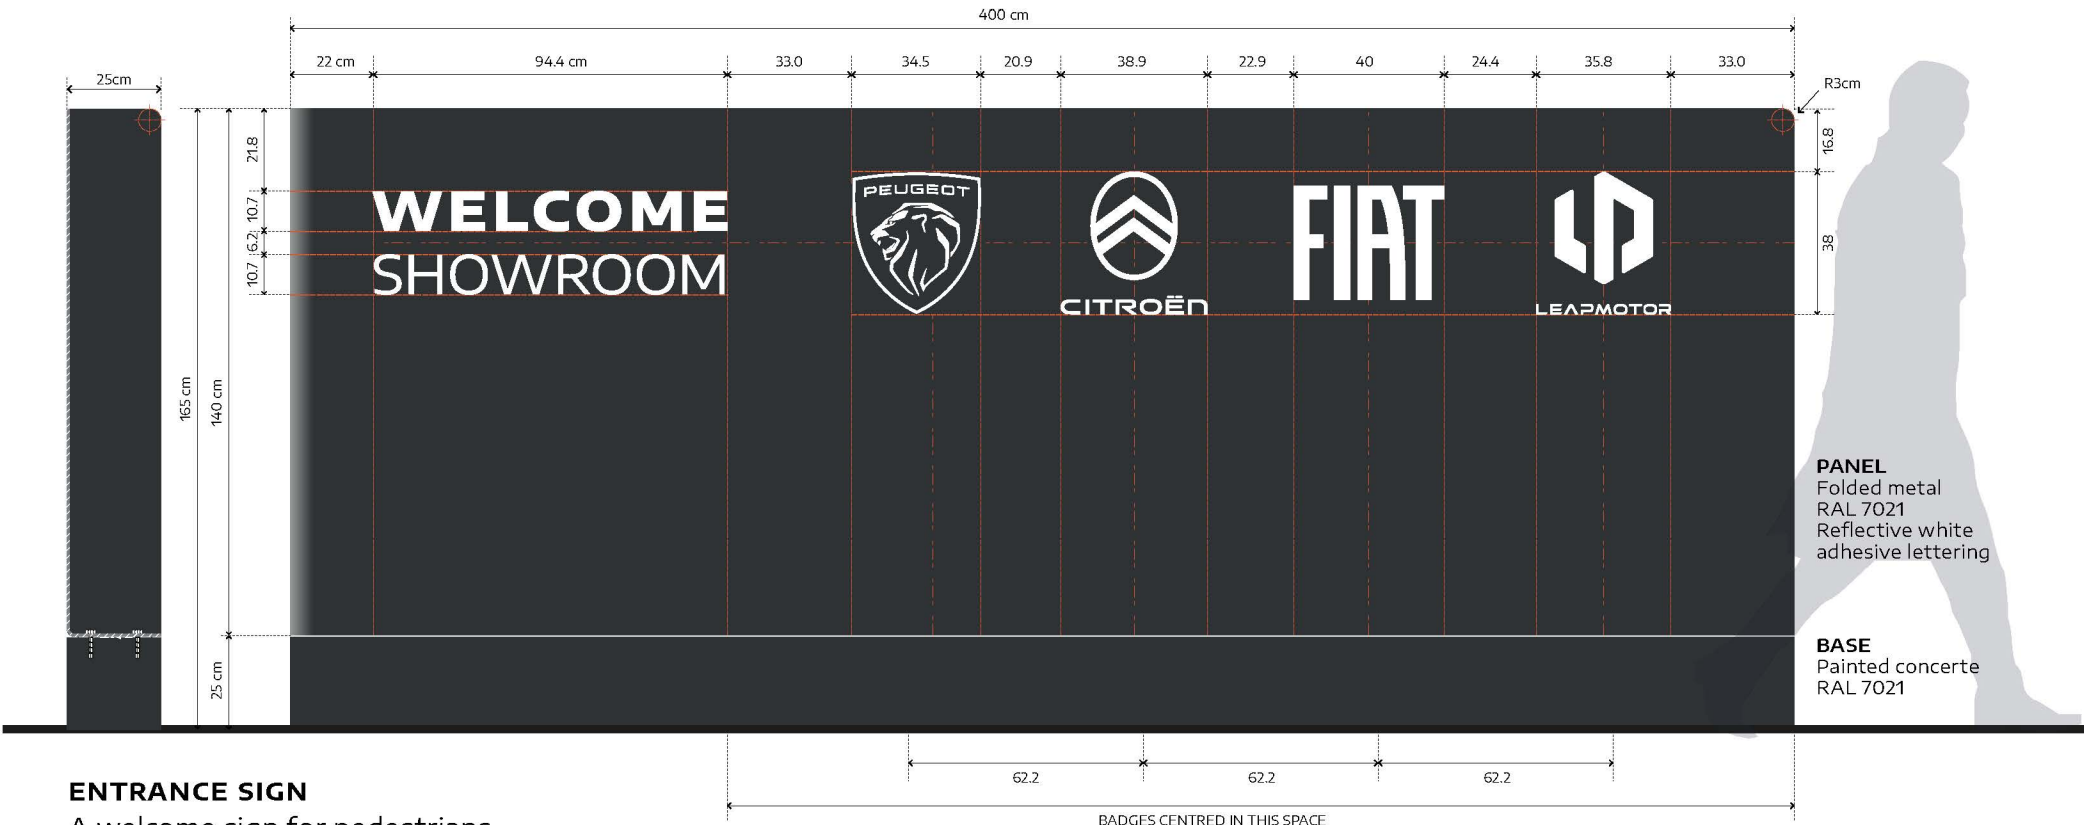 400 cm
22 cm 94.4 cm 33.0 34.5 20.9 38.9 22.9 40 24.4 35.8 33.0
25cm
R3cm
21.8
16.8
PEUGEOT
WELCOME
10.7
FIAT
6.2
38
SHOWROOM
10.7
CITROËN
LEAPMOTOR
165 cm
140 cm
PANEL
Folded metal
RAL 7021
Reflective white
adhesive lettering
25 cm
BASE
Painted concerte
RAL 7021
62.2 62.2 62.2
ENTRANCE SIGN
BADGES CENTRED IN THIS SPACE
A welcome sign for pedestrians